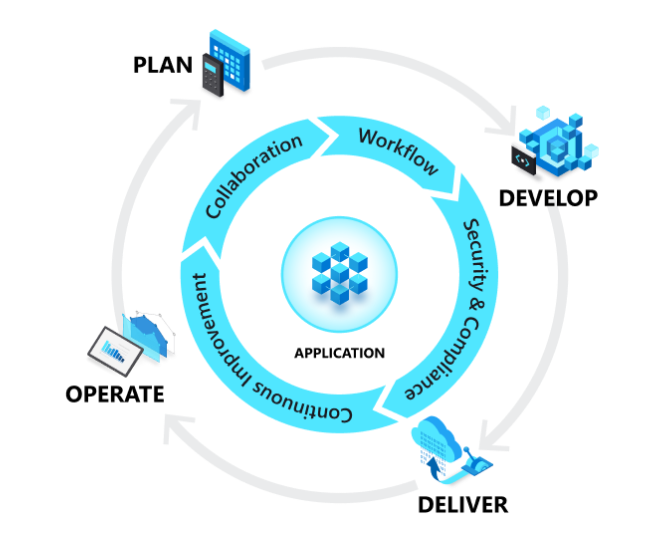 PLAN
DEVELOP
DELIVER
OPERATE
Collaboration
Workflow
Security & Compliance
Continuous Improvement
APPLICATION